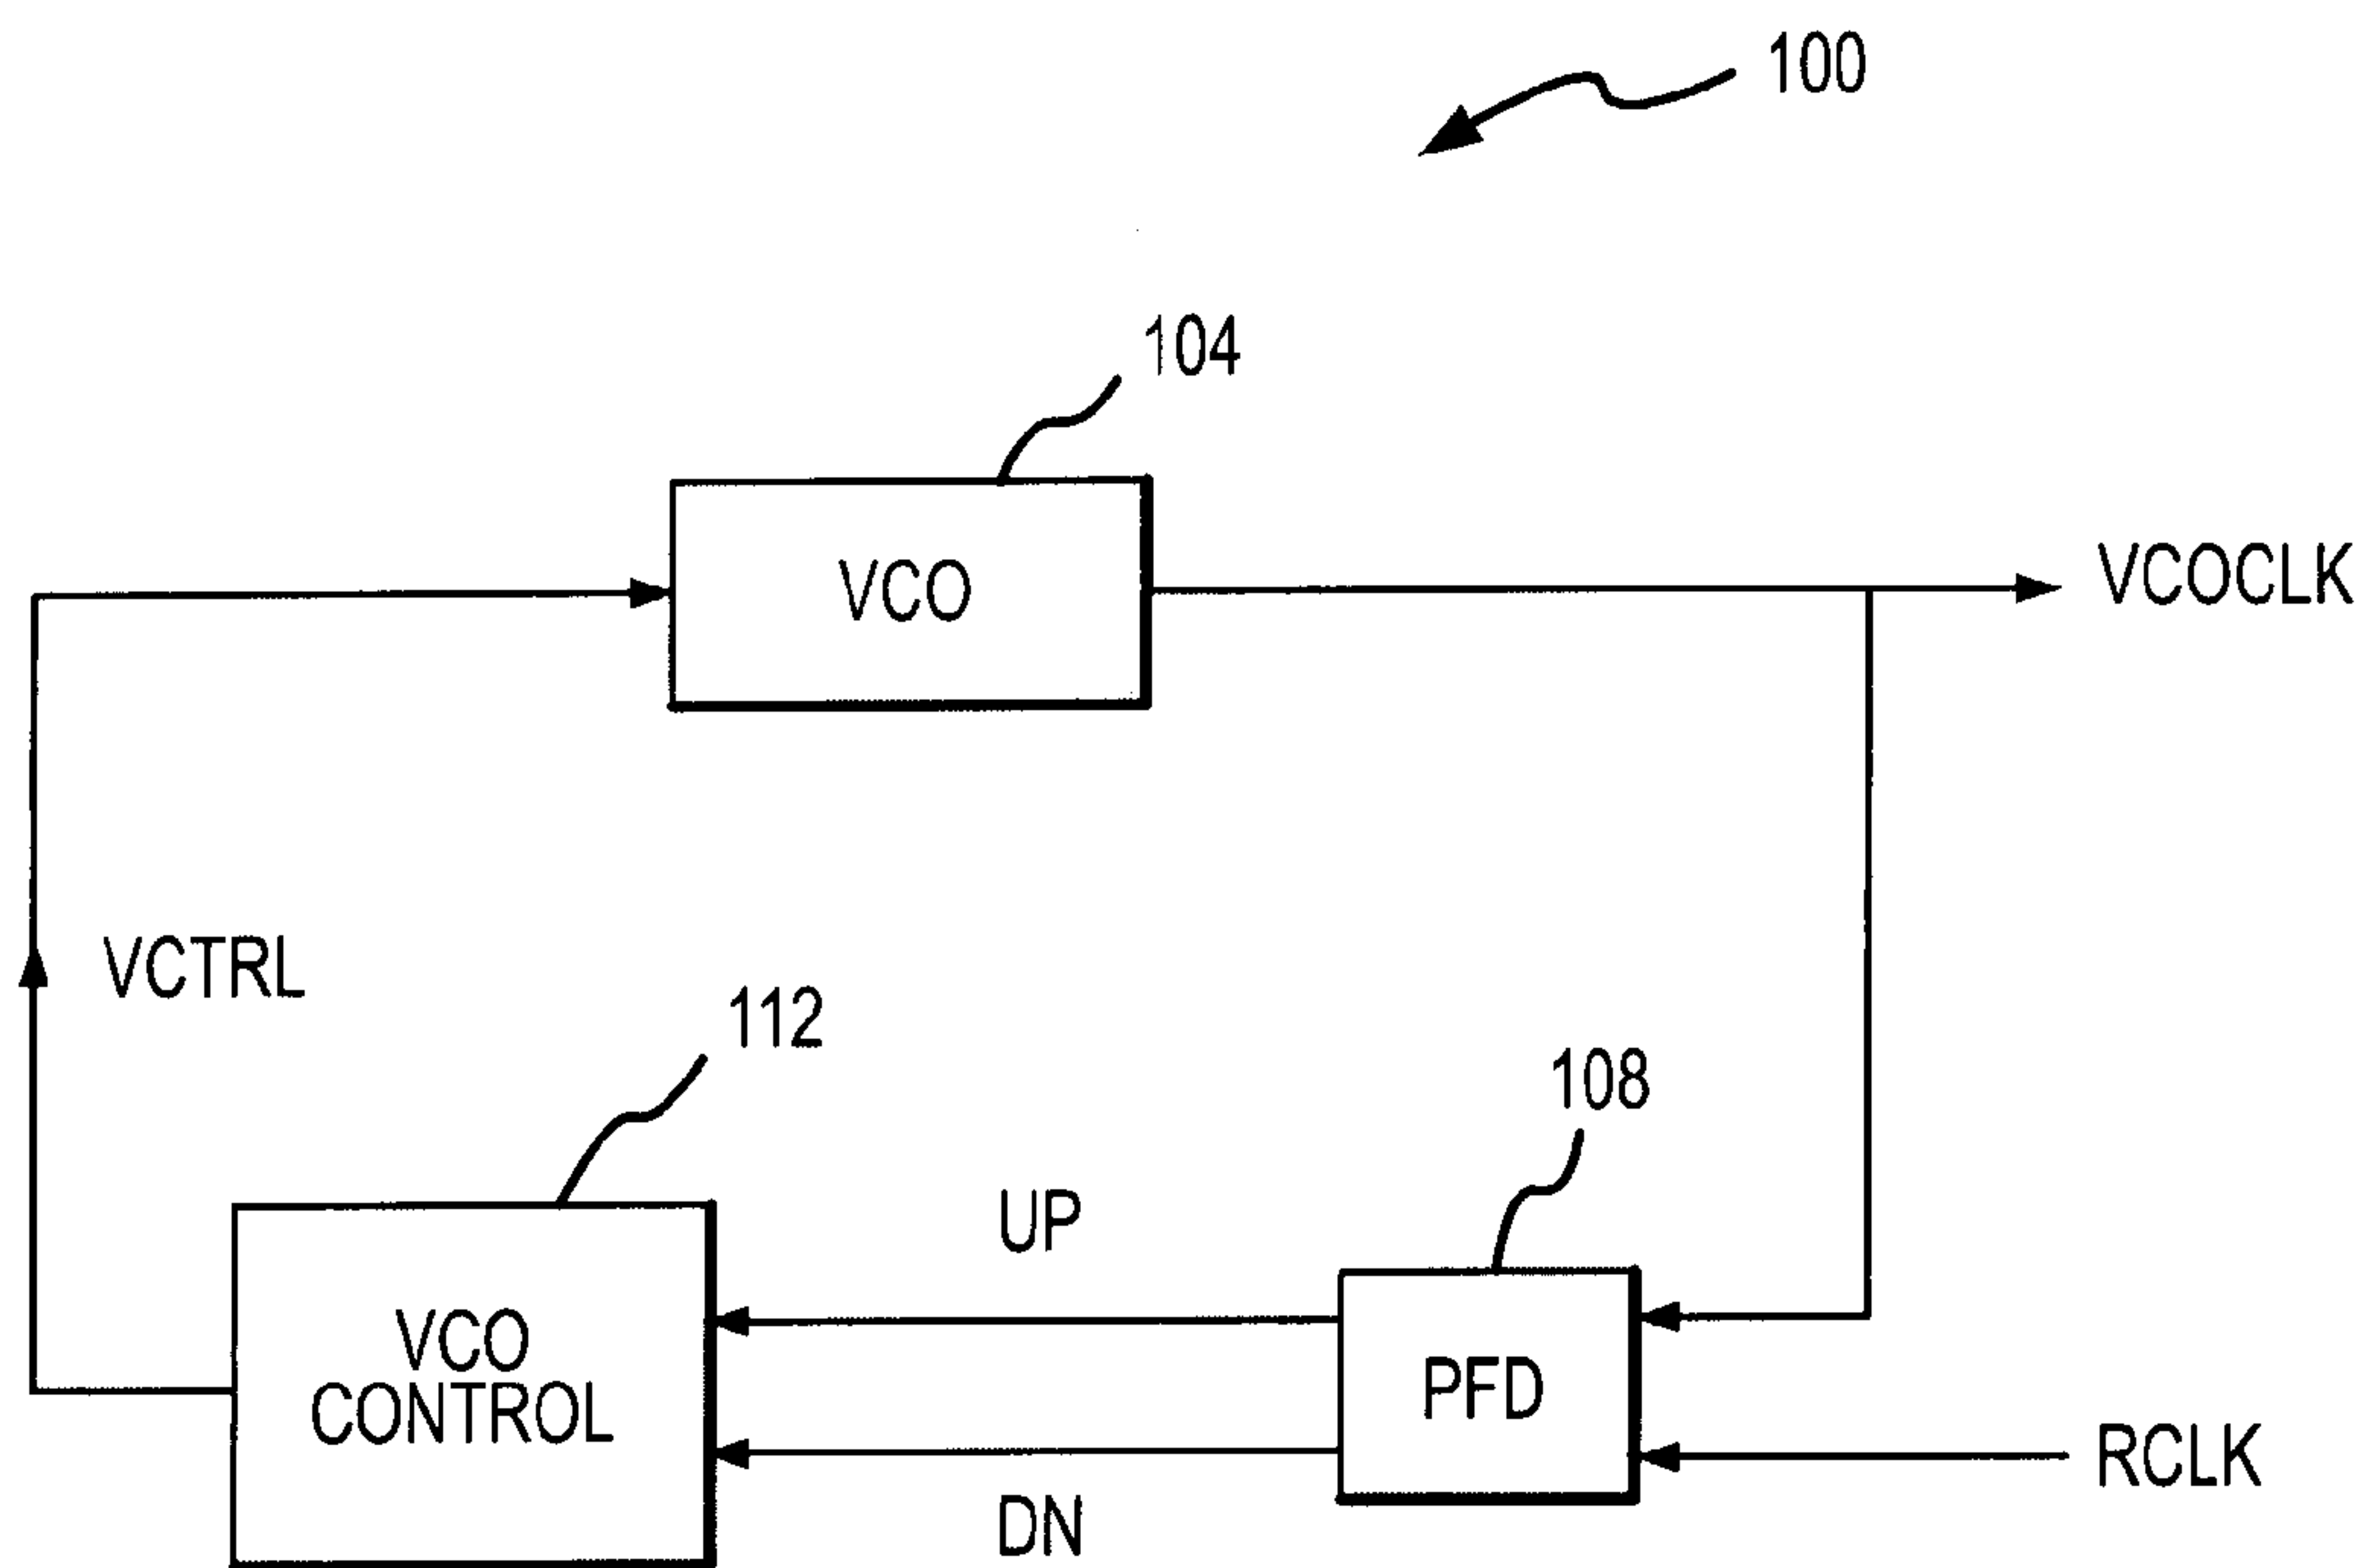 100
104
VCO
VCOCLK
VCTRL
112
108
UP
VCO
CONTROL
PFD
DN
RCLK